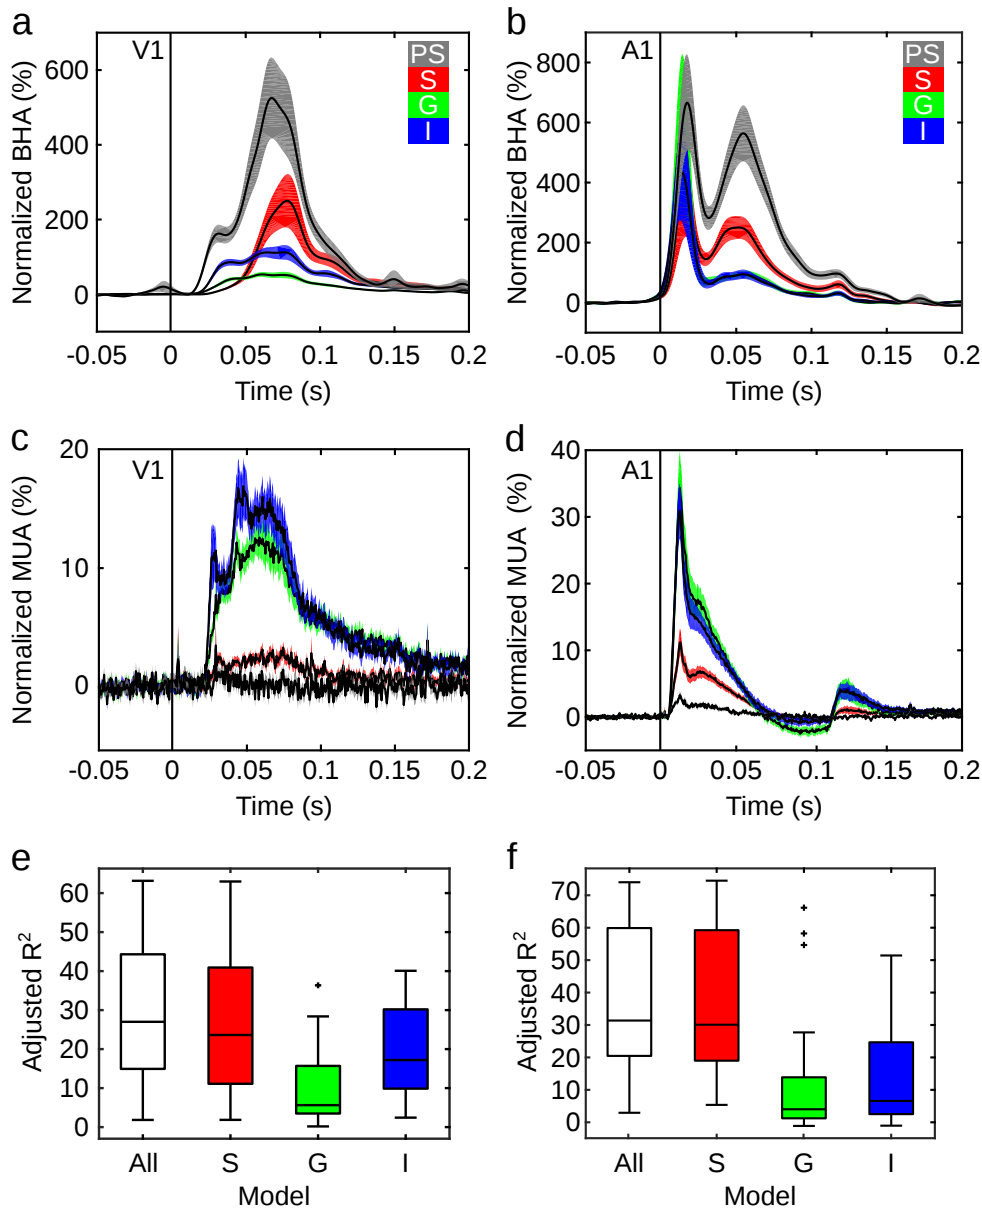 a
V1
PS
S
G
I
Normalized BHA (%)
600
400
200
0
-0.05 0 0.05 0.1 0.15 0.2
Time (s)
b
A1
PS
S
G
I
Normalized BHA (%)
800
600
400
200
0
-0.05 0 0.05 0.1 0.15 0.2
Time (s)
c
V1
Normalized MUA (%)
20
10
0
-0.05 0 0.05 0.1 0.15 0.2
Time (s)
d
A1
Normalized MUA (%)
40
30
20
10
0
-0.05 0 0.05 0.1 0.15 0.2
Time (s)
e
Adjusted R²
60
50
40
30
20
10
0
All S G I
Model
f
Adjusted R²
70
60
50
40
30
20
10
0
All S G I
Model